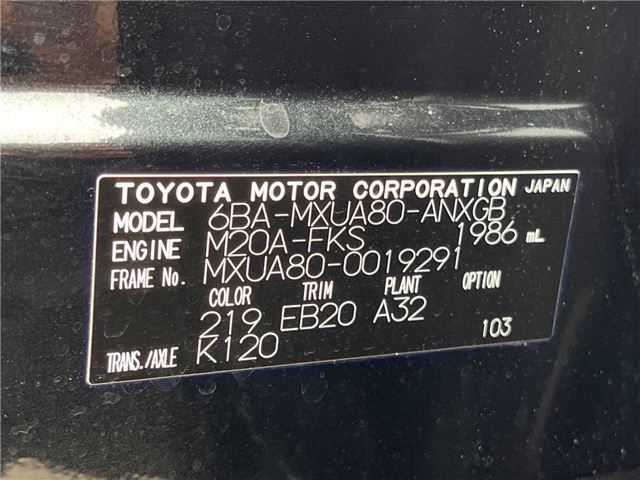 TOYOTA MOTOR CORPORATION JAPAN
MODEL 6BA-MXUA80-ANXGB
ENGINE M20A-FKS 1986 mL
FRAME No. MXUA80-0019291
COLOR TRIM PLANT OPTION
219 EB20 A32
TRANS./AXLE K120 103